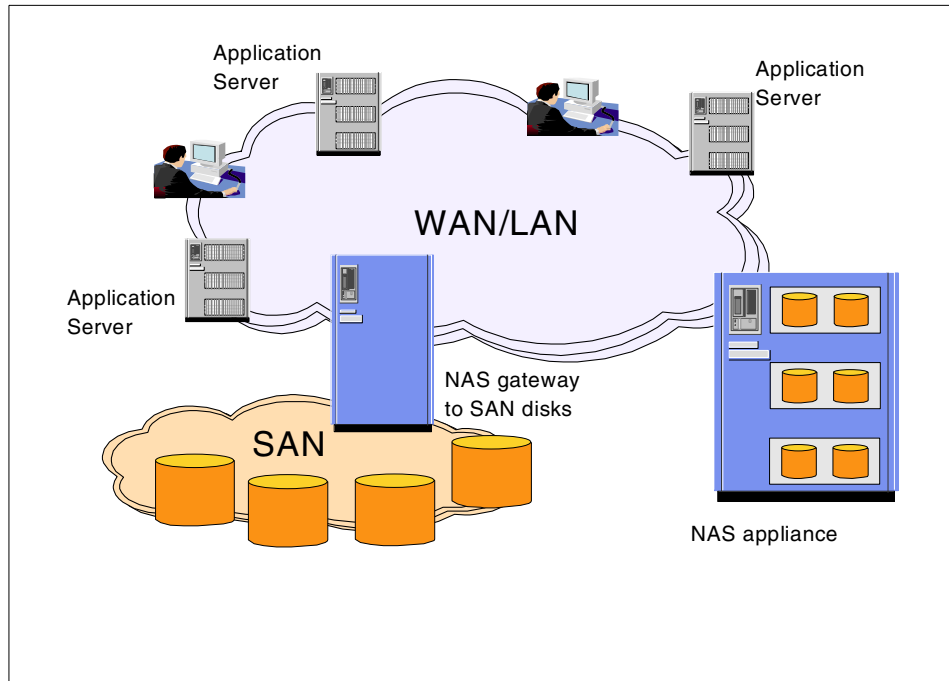 Application
Server
Application
Server
WAN/LAN
Application
Server
NAS gateway
to SAN disks
SAN
NAS appliance